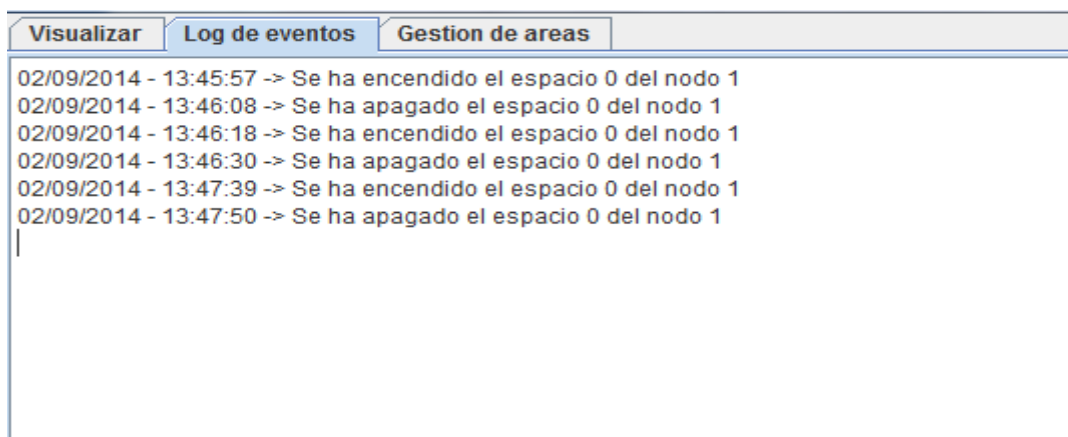 Visualizar Log de eventos Gestion de areas
02/09/2014 - 13:45:57 -> Se ha encendido el espacio 0 del nodo 1
02/09/2014 - 13:46:08 -> Se ha apagado el espacio 0 del nodo 1
02/09/2014 - 13:46:18 -> Se ha encendido el espacio 0 del nodo 1
02/09/2014 - 13:46:30 -> Se ha apagado el espacio 0 del nodo 1
02/09/2014 - 13:47:39 -> Se ha encendido el espacio 0 del nodo 1
02/09/2014 - 13:47:50 -> Se ha apagado el espacio 0 del nodo 1